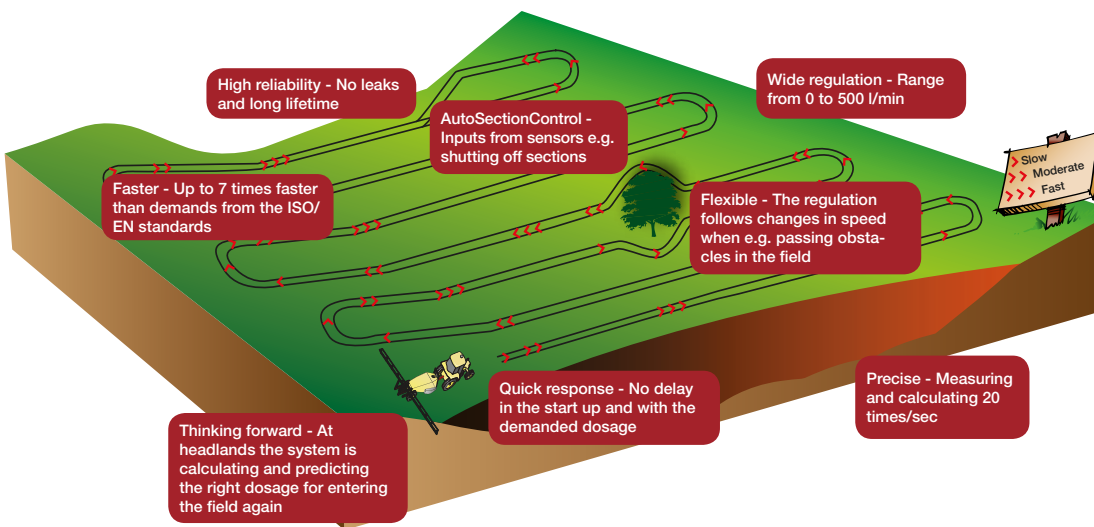 High reliability - No leaks
and long lifetime
Wide regulation - Range
from 0 to 500 l/min
AutoSectionControl -
Inputs from sensors e.g.
shutting off sections
Slow
Moderate
Fast
Faster - Up to 7 times faster
than demands from the ISO/
EN standards
Flexible - The regulation
follows changes in speed
when e.g. passing obsta-
cles in the field
Quick response - No delay
in the start up and with the
demanded dosage
Precise - Measuring
and calculating 20
times/sec
Thinking forward - At
headlands the system is
calculating and predicting
the right dosage for entering
the field again